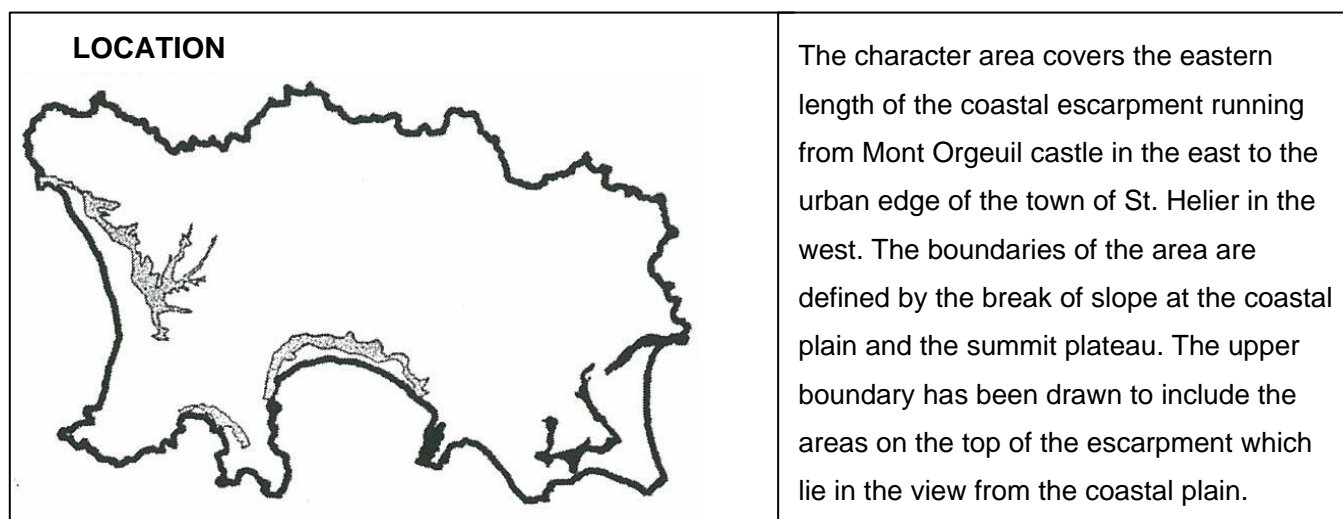 LOCATION
The character area covers the eastern
length of the coastal escarpment running
from Mont Orgeuil castle in the east to the
urban edge of the town of St. Helier in the
west. The boundaries of the area are
defined by the break of slope at the coastal
plain and the summit plateau. The upper
boundary has been drawn to include the
areas on the top of the escarpment which
lie in the view from the coastal plain.